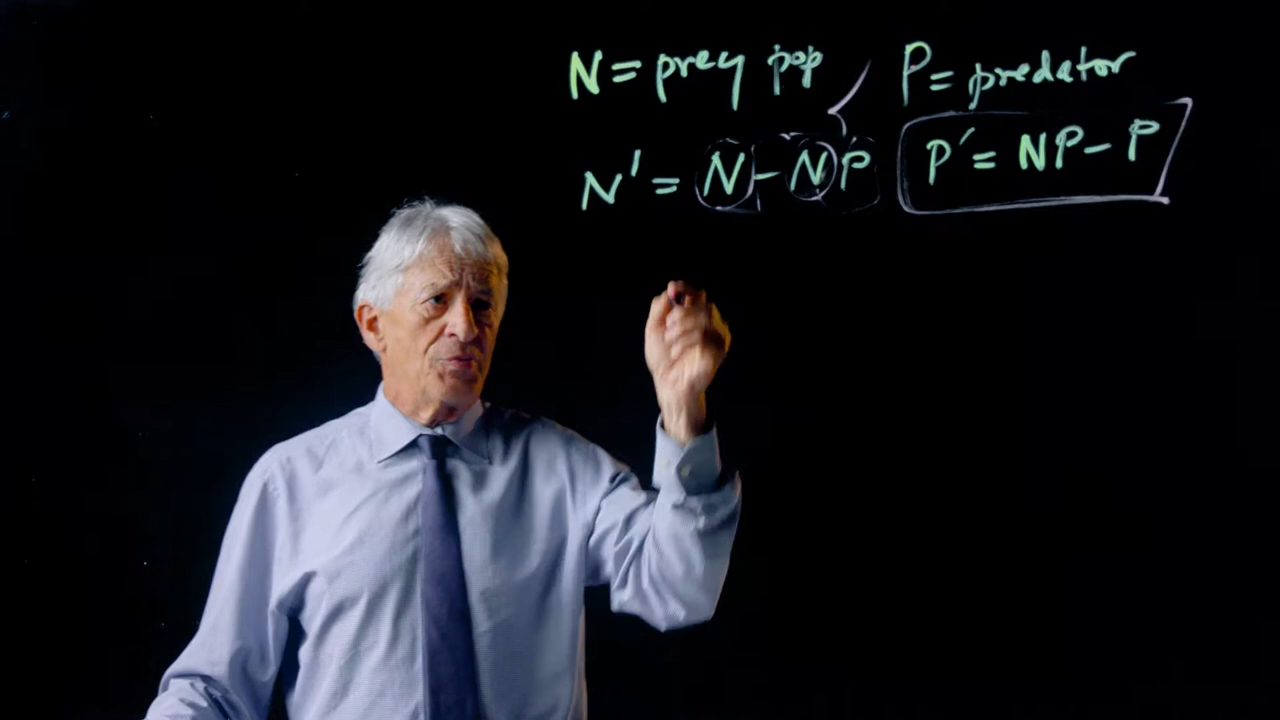 N = prey pop P = predator
N' = N - NP P' = NP - P